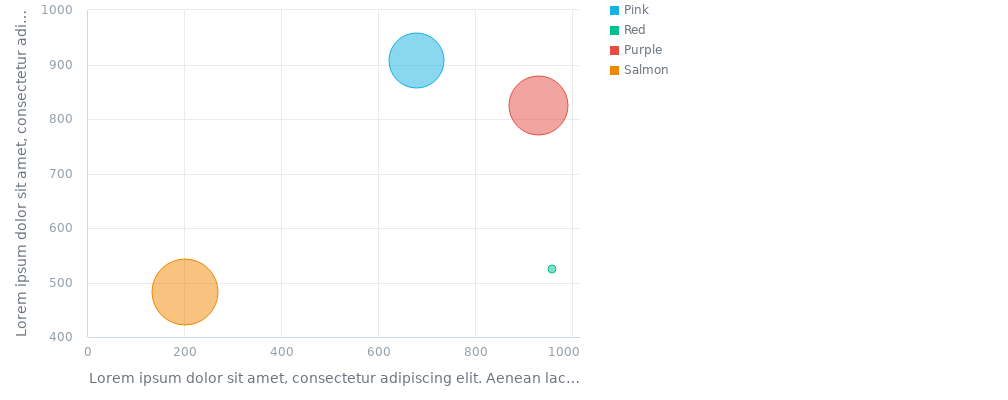 Lorem ipsum dolor sit amet, consectetur adi...
1000
900
800
700
600
500
400
0
200
400
600
800
1000
Lorem ipsum dolor sit amet, consectetur adipiscing elit. Aenean lac...
Pink
Red
Purple
Salmon